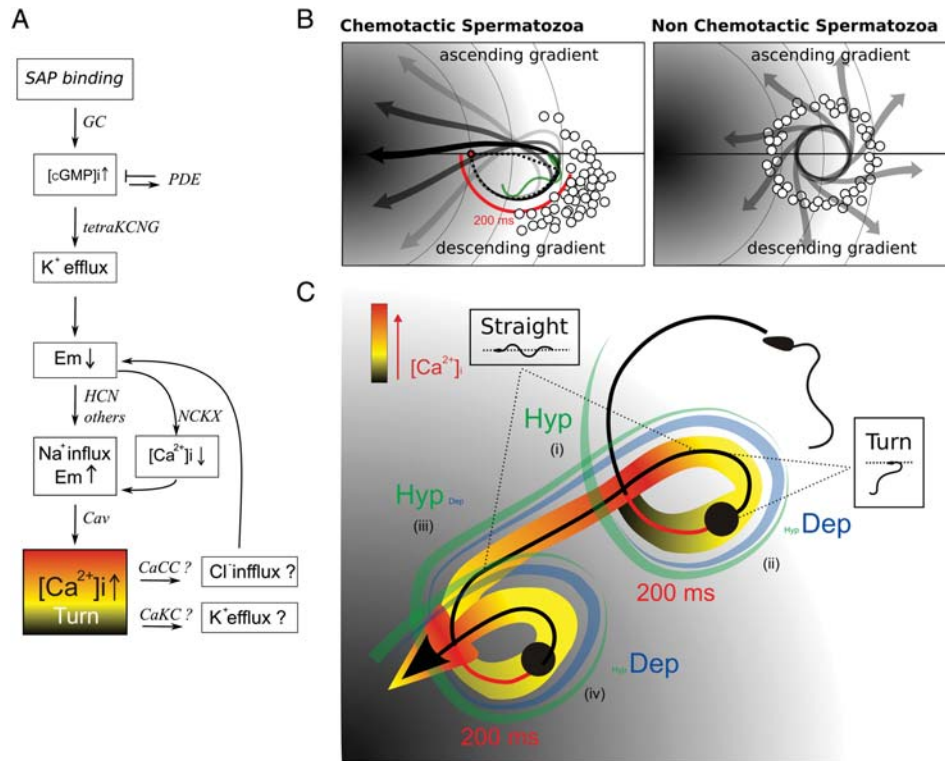 A
SAP binding
GC
[cGMP]i↑
PDE
tetraKCNG
K⁺ efflux
Em ↓
HCN
others
NCKX
Na⁺influx
Em ↑
[Ca²⁺]i ↓
Cav
[Ca²⁺]i ↑
Turn
CaCC ?
Cl⁻infflux ?
CaKC ?
K⁺efflux ?
B
Chemotactic Spermatozoa
ascending gradient
200 ms
descending gradient
Non Chemotactic Spermatozoa
ascending gradient
descending gradient
C
[Ca²⁺]i
Straight
Hyp
(i)
Turn
Hyp Dep
(iii)
Hyp Dep
(ii)
200 ms
Hyp Dep
(iv)
200 ms